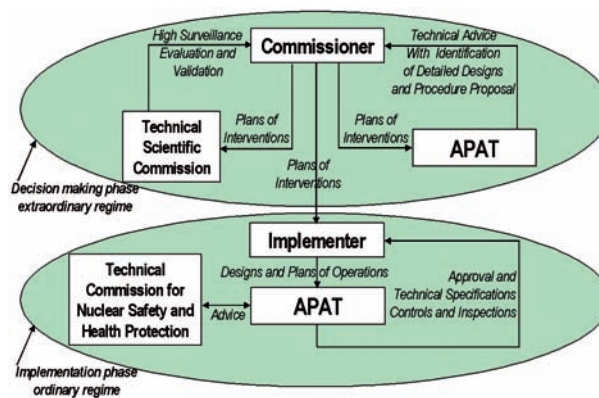 High Surveillance
Evaluation and
Validation
Commissioner
Technical Advice
With Identification
of Detailed Designs
and Procedure Proposal
Technical
Scientific
Commission
Plans of
Interventions
Plans of
Interventions
APAT
Plans of
Interventions
Decision making phase
extraordinary regime
Implementer
Technical
Commission for
Nuclear Safety and
Health Protection
Designs and Plans of Operations
Advice
APAT
Approval and
Technical Specifications
Controls and Inspections
Implementation phase
ordinary regime